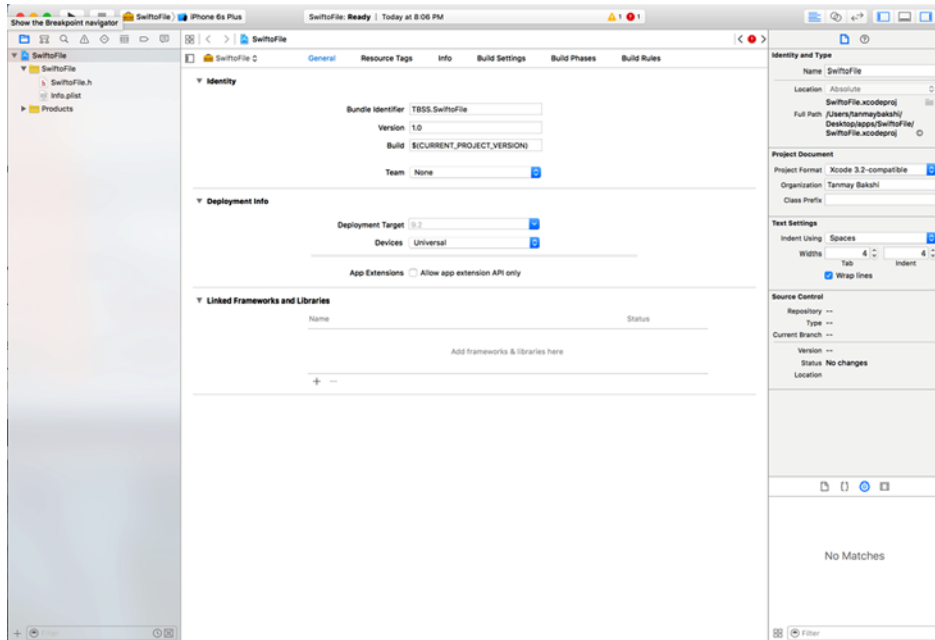 Show the Breakpoint navigator
SwiftoFile
iPhone 6s Plus
SwiftoFile: Ready | Today at 8:06 PM
1
1
SwiftoFile
SwiftoFile
SwiftoFile
SwiftoFile.h
Info.plist
Products
SwiftoFile
General
Resource Tags
Info
Build Settings
Build Phases
Build Rules
Identity
Bundle Identifier TBSS.SwiftoFile
Version 1.0
Build $(CURRENT_PROJECT_VERSION)
Team None
Deployment Info
Deployment Target 9.2
Devices Universal
App Extensions Allow app extension API only
Linked Frameworks and Libraries
Name Status
Add frameworks & libraries here
Identity and Type
Name SwiftoFile
Location Absolute
SwiftoFile.xcodeproj
Full Path /Users/tanmaybakshi/
Desktop/apps/SwiftoFile/
SwiftoFile.xcodeproj
Project Document
Project Format Xcode 3.2-compatible
Organization Tanmay Bakshi
Class Prefix
Text Settings
Indent Using Spaces
Widths 4 4
Tab Indent
Wrap lines
Source Control
Repository --
Type --
Current Branch --
Version --
Status No changes
Location
No Matches
Filter
Filter